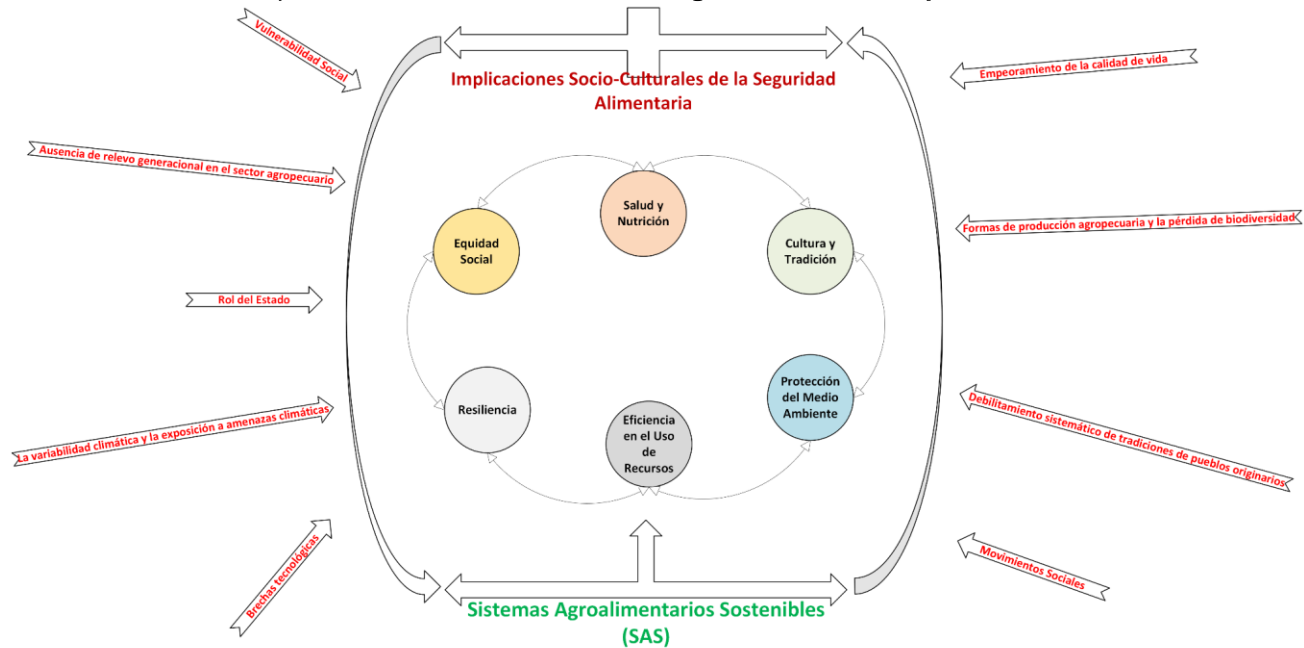 Vulnerabilidad Social
Empeoramiento de la calidad de vida
Implicaciones Socio-Culturales de la Seguridad
Alimentaria
Ausencia de relevo generacional en el sector agropecuario
Salud y
Nutrición
Equidad
Social
Cultura y
Tradición
Formas de producción agropecuaria y la pérdida de biodiversidad
Rol del Estado
Resiliencia
Eficiencia
en el Uso
de
Recursos
Protección
del Medio
Ambiente
La variabilidad climática y la exposición a amenazas climáticas
Debilitamiento sistemático de tradiciones de pueblos originarios
Brechas tecnológicas
Movimientos Sociales
Sistemas Agroalimentarios Sostenibles
(SAS)